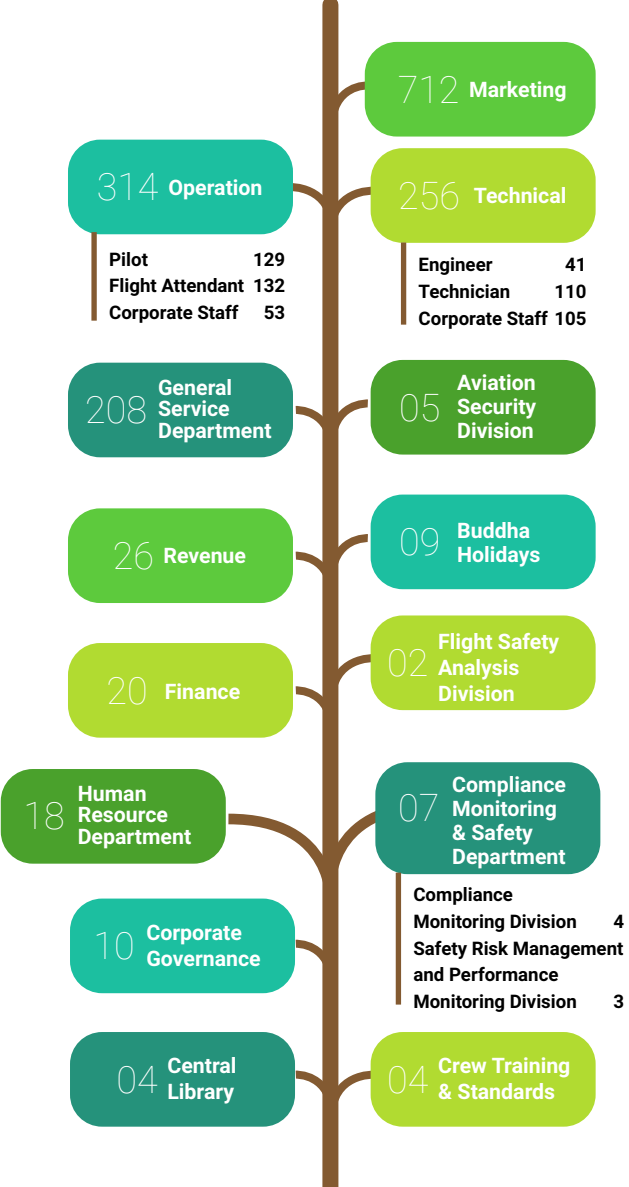 712 Marketing
314 Operation
Pilot 129
Flight Attendant 132
Corporate Staff 53
256 Technical
Engineer 41
Technician 110
Corporate Staff 105
208 General
Service
Department
05 Aviation
Security
Division
26 Revenue
09 Buddha
Holidays
20 Finance
02 Flight Safety
Analysis
Division
18 Human
Resource
Department
07 Compliance
Monitoring
& Safety
Department
Compliance
Monitoring Division 4
Safety Risk Management
and Performance
Monitoring Division 3
10 Corporate
Governance
04 Central
Library
04 Crew Training
& Standards